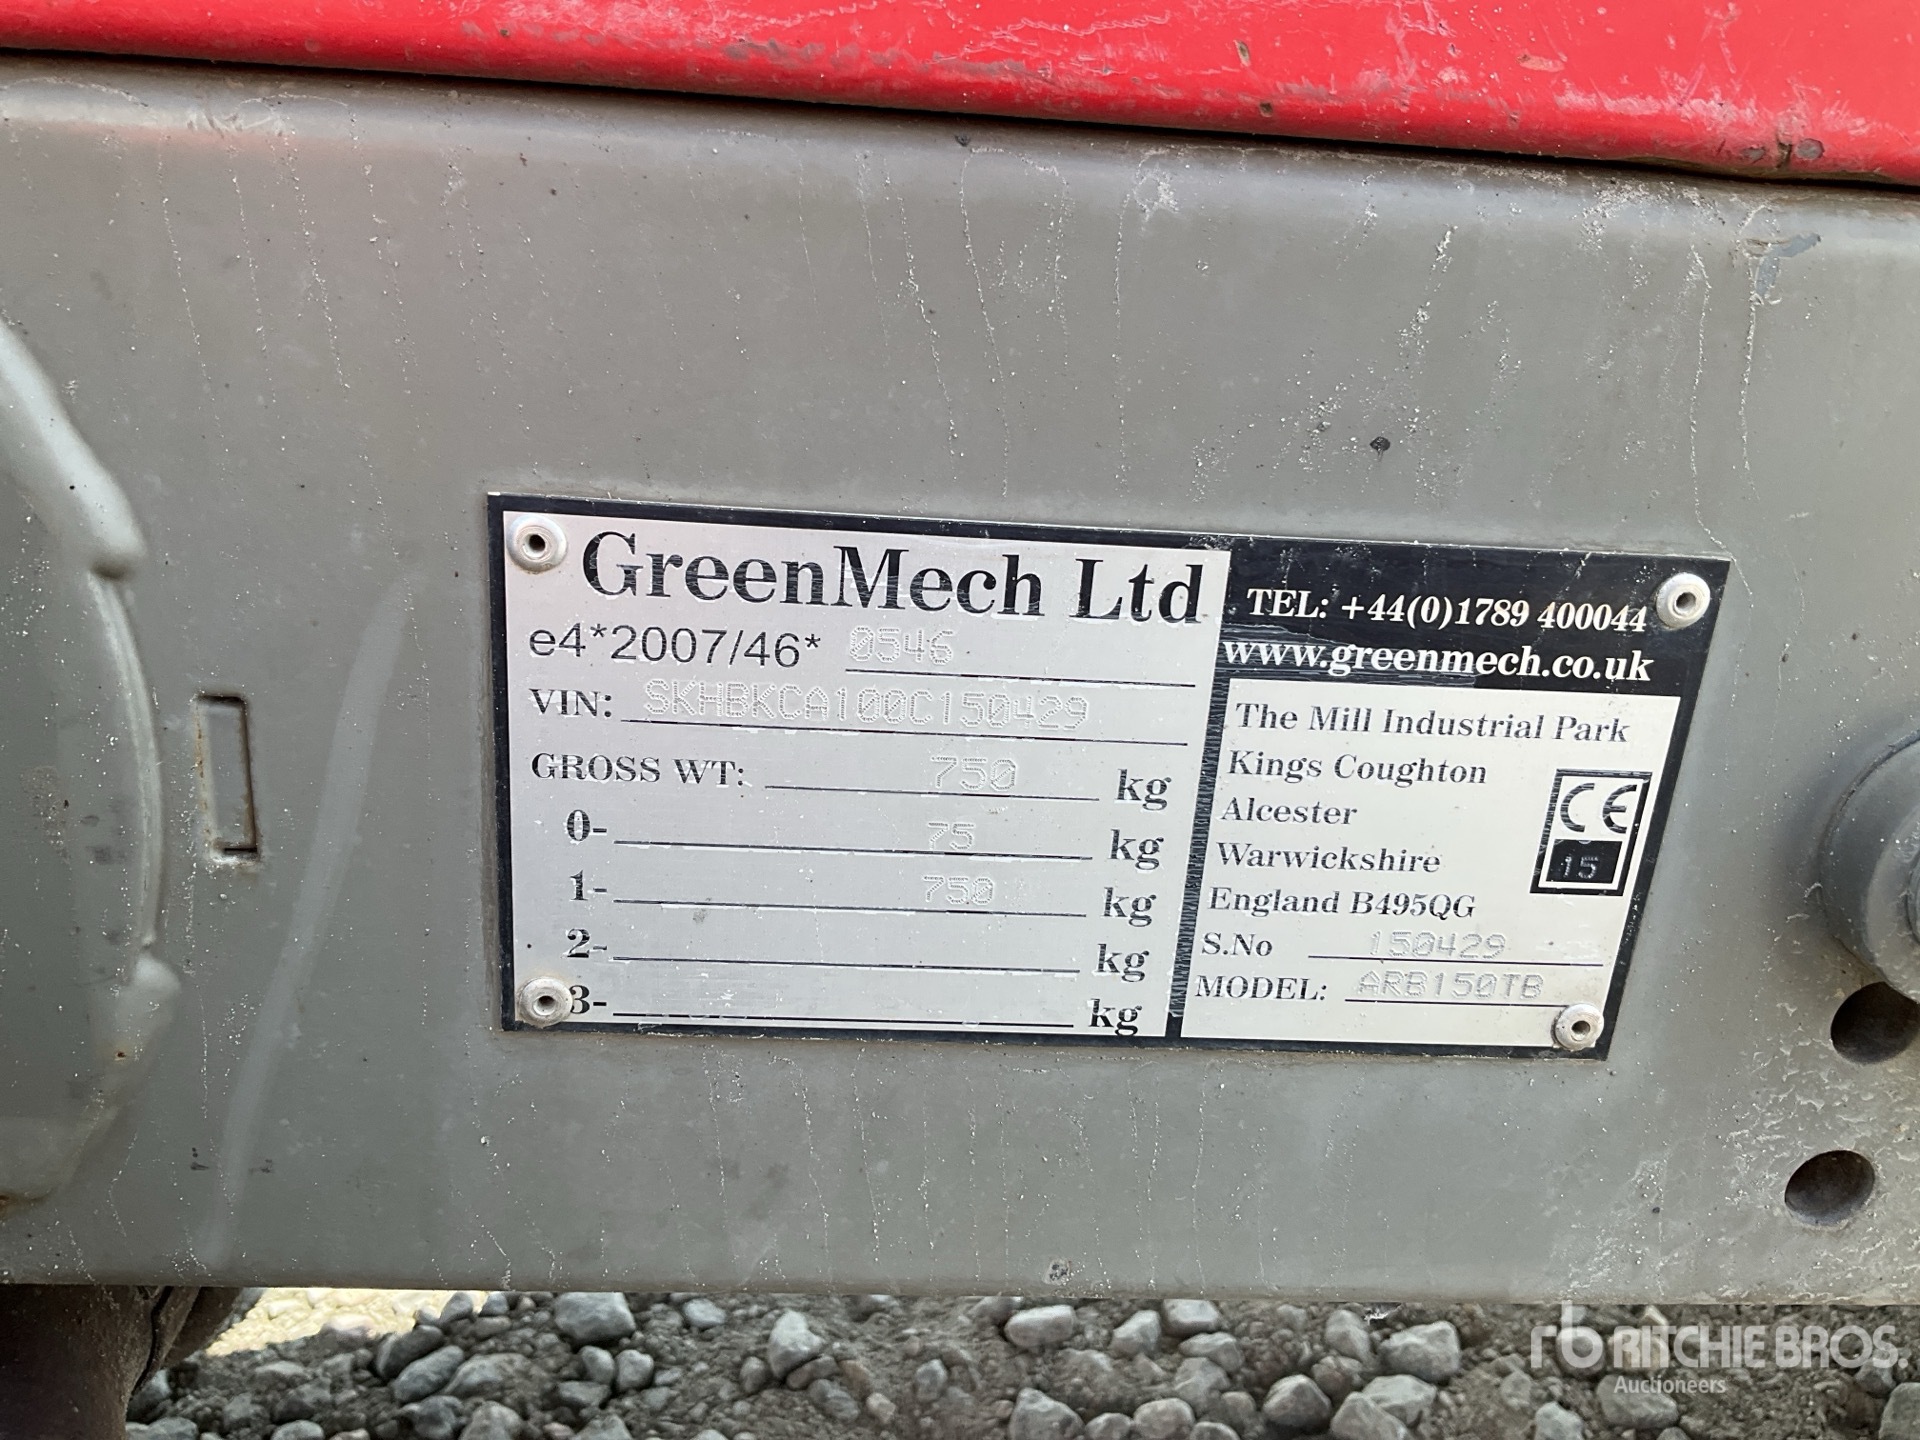 GreenMech Ltd
e4*2007/46* 0546
VIN: SKHBKCA100C150429
GROSS WT: 750 kg
0- 75 kg
1- 750 kg
2- kg
3- kg
TEL: +44(0)1789 400044
www.greenmech.co.uk
The Mill Industrial Park
Kings Coughton
Alcester
Warwickshire
England B495QG
CE
15
S.No 150429
MODEL: ARB150TB
rb RITCHIE BROS.
Auctioneers